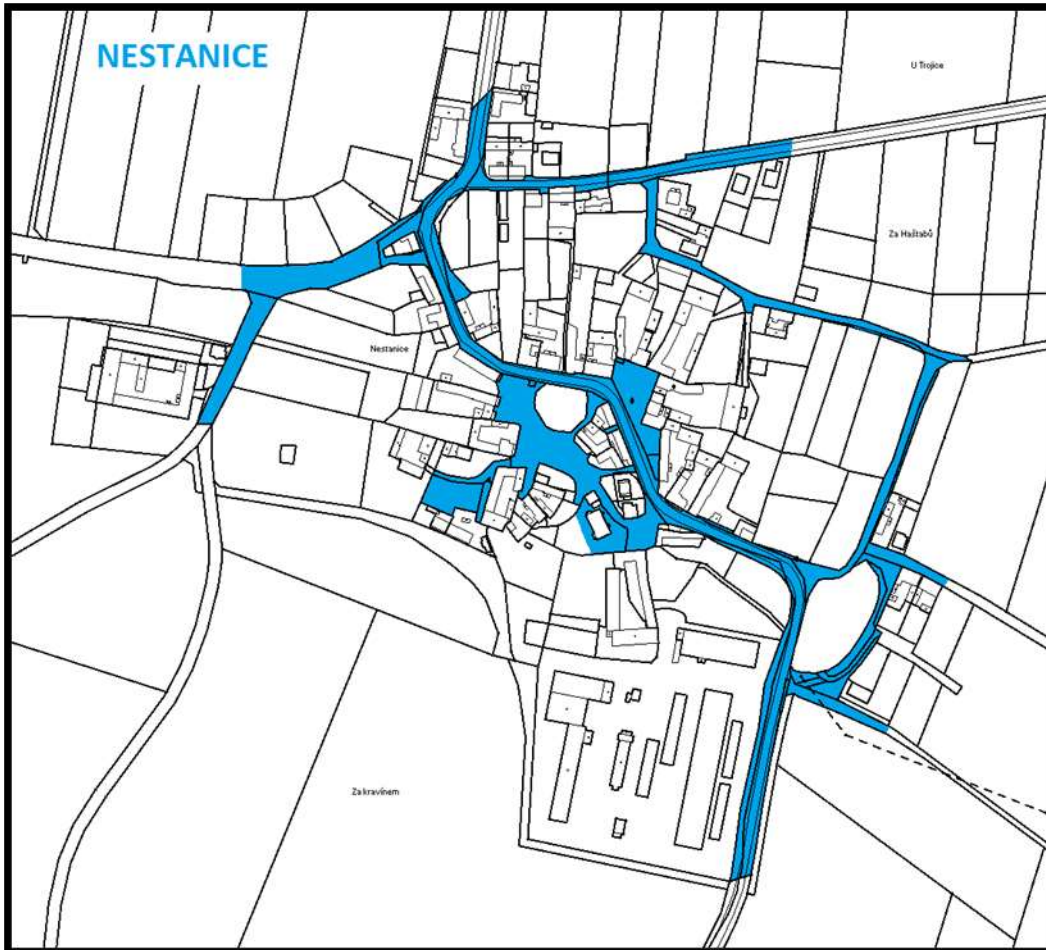 NESTANICE
U Trojice
Za Haštabů
Nestanice
Za kravínem